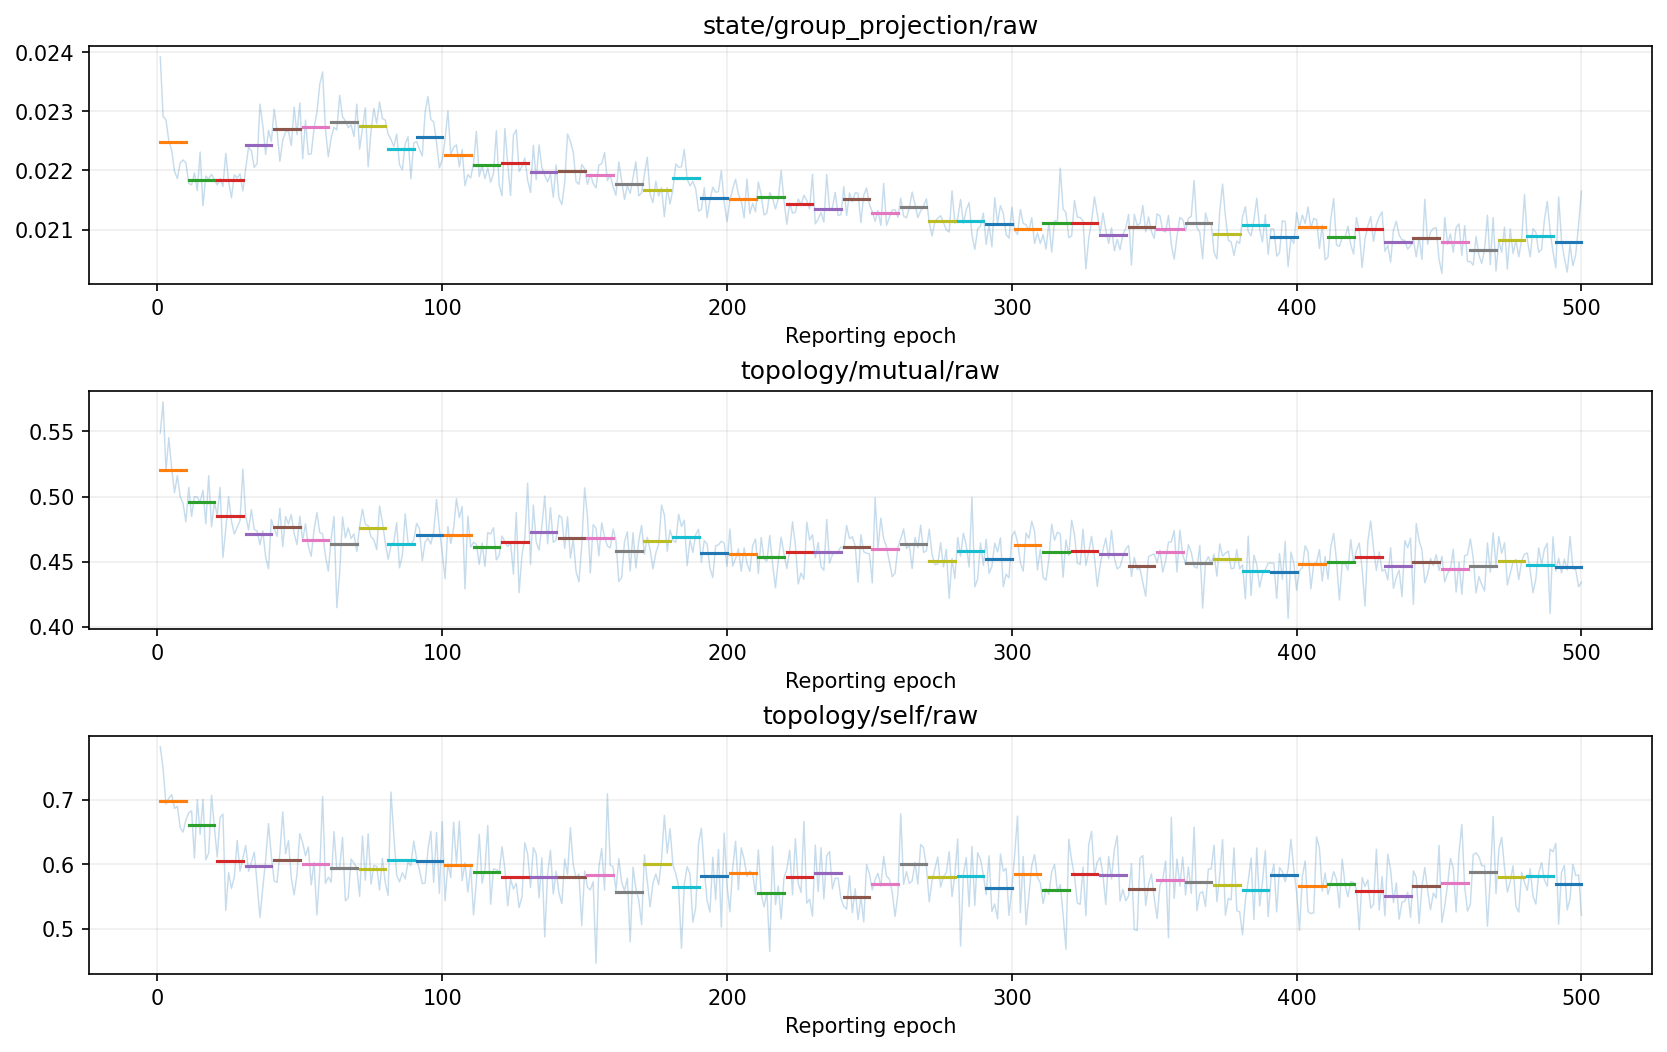 state/group_projection/raw
0.024
0.023
0.022
0.021
0 100 200 300 400 500
Reporting epoch
topology/mutual/raw
0.55
0.50
0.45
0.40
0 100 200 300 400 500
Reporting epoch
topology/self/raw
0.7
0.6
0.5
0 100 200 300 400 500
Reporting epoch